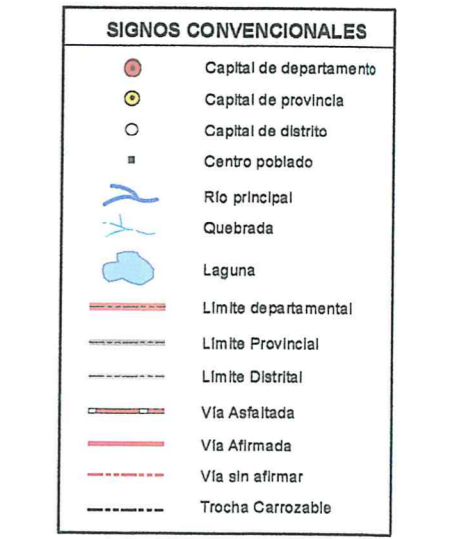 SIGNOS CONVENCIONALES
Capital de departamento
Capital de provincia
Capital de distrito
Centro poblado
Río principal
Quebrada
Laguna
Límite departamental
Límite Provincial
Límite Distrital
Vía Asfaltada
Vía Afirmada
Vía sin afirmar
Trocha Carrozable